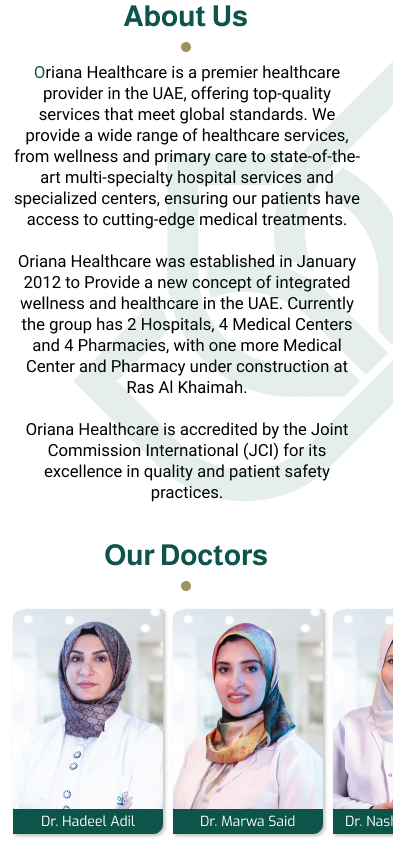 About Us
Oriana Healthcare is a premier healthcare
provider in the UAE, offering top-quality
services that meet global standards. We
provide a wide range of healthcare services,
from wellness and primary care to state-of-the-
art multi-specialty hospital services and
specialized centers, ensuring our patients have
access to cutting-edge medical treatments.
Oriana Healthcare was established in January
2012 to Provide a new concept of integrated
wellness and healthcare in the UAE. Currently
the group has 2 Hospitals, 4 Medical Centers
and 4 Pharmacies, with one more Medical
Center and Pharmacy under construction at
Ras Al Khaimah.
Oriana Healthcare is accredited by the Joint
Commission International (JCI) for its
excellence in quality and patient safety
practices.
Our Doctors
Dr. Hadeel Adil
Dr. Marwa Said
Dr.